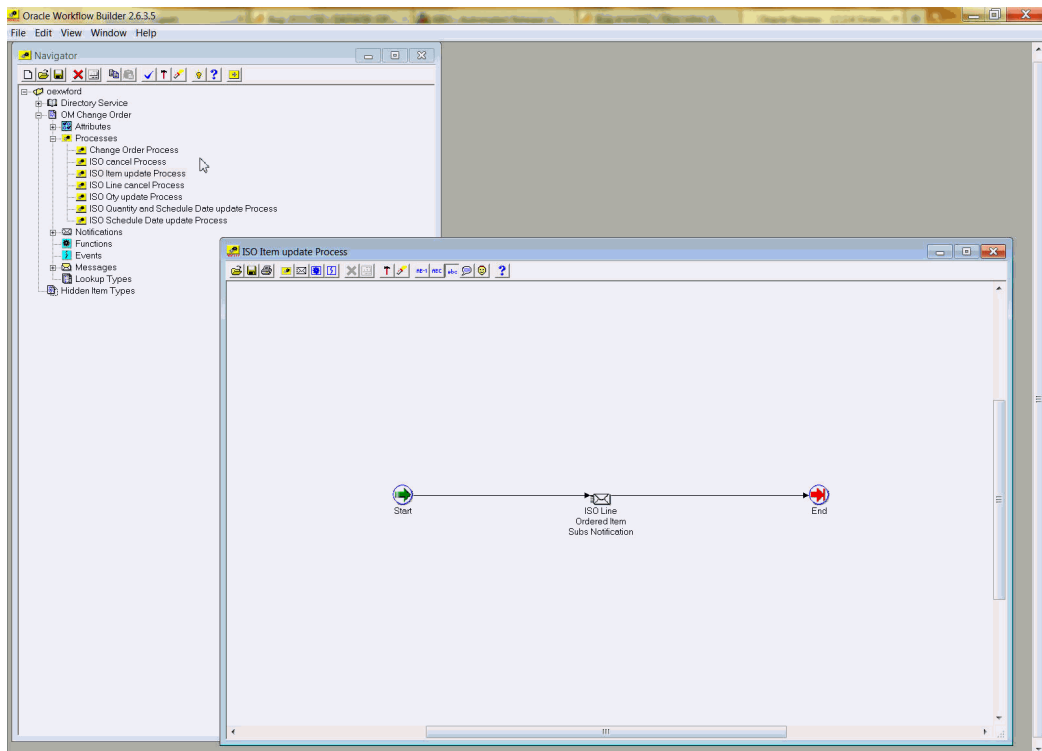 Oracle Workflow Builder 2.6.3.5
File Edit View Window Help
Navigator
oexwford
Directory Service
OM Change Order
Attributes
Processes
Change Order Process
ISO cancel Process
ISO Item update Process
ISO Line cancel Process
ISO Qty update Process
ISO Quantity and Schedule Date update Process
ISO Schedule Date update Process
Notifications
Functions
Events
Messages
Lookup Types
Hidden Item Types
ISO Item update Process
Start
ISO Line
Ordered Item
Subs Notification
End